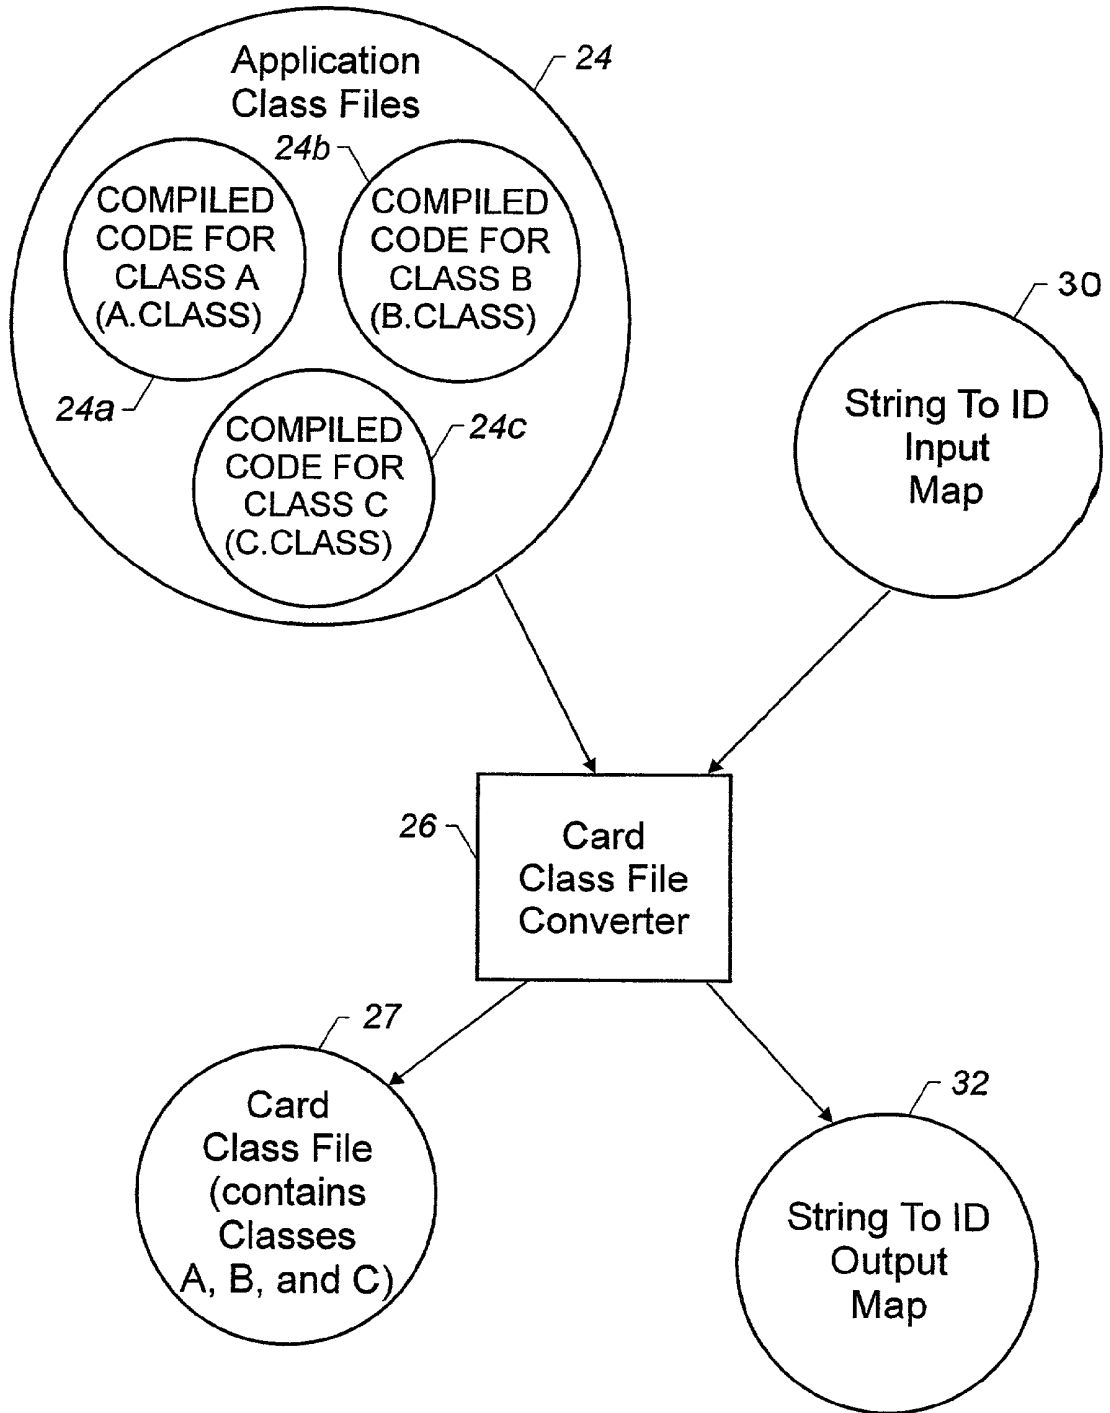 Application
Class Files
24
24b
COMPILED
CODE FOR
CLASS A
(A.CLASS)
24a
COMPILED
CODE FOR
CLASS B
(B.CLASS)
COMPILED
CODE FOR
CLASS C
(C.CLASS)
24c
30
String To ID
Input
Map
26
Card
Class File
Converter
27
Card
Class File
(contains
Classes
A, B, and C)
32
String To ID
Output
Map